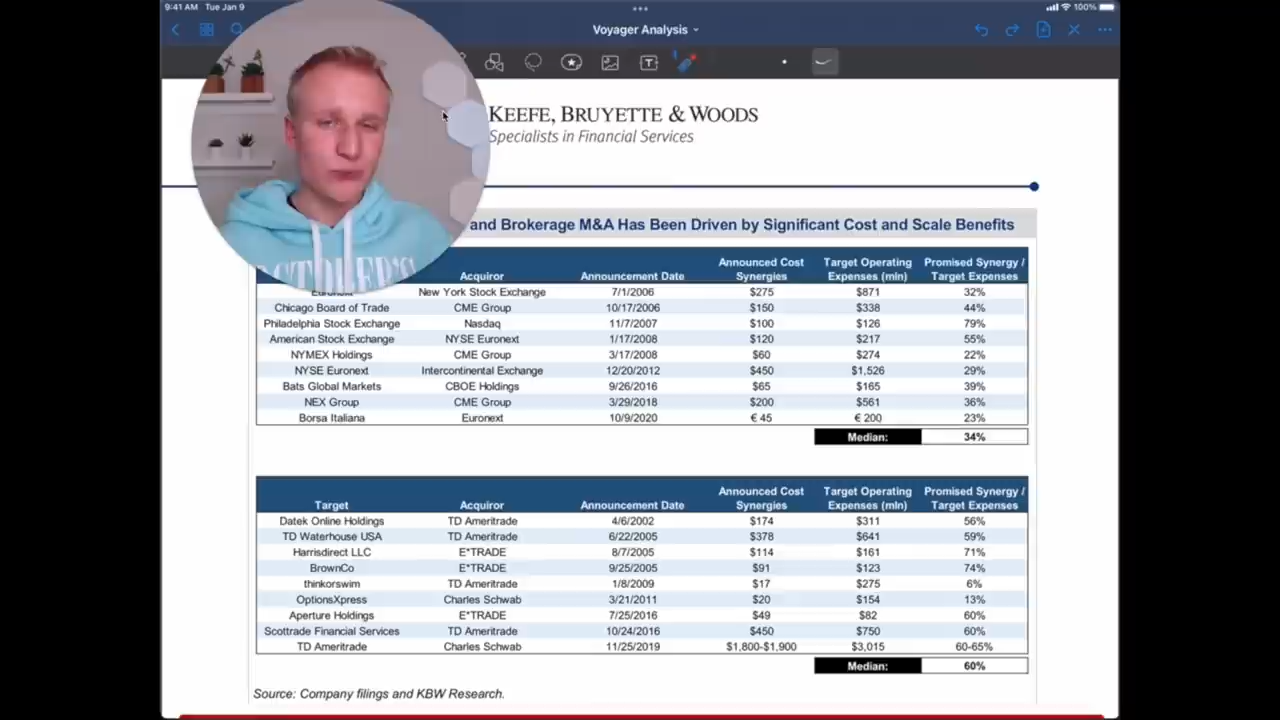 9:41 AM Tue Jan 9
100%
Voyager Analysis
KEEFE, BRUYETTE & WOODS
Specialists in Financial Services
and Brokerage M&A Has Been Driven by Significant Cost and Scale Benefits
Acquiror Announcement Date Announced Cost Synergies Target Operating Expenses (mln) Promised Synergy / Target Expenses
Euronext New York Stock Exchange 7/1/2006 $275 $871 32%
Chicago Board of Trade CME Group 10/17/2006 $150 $338 44%
Philadelphia Stock Exchange Nasdaq 11/7/2007 $100 $126 79%
American Stock Exchange NYSE Euronext 1/17/2008 $120 $217 55%
NYMEX Holdings CME Group 3/17/2008 $60 $274 22%
NYSE Euronext Intercontinental Exchange 12/20/2012 $450 $1,526 29%
Bats Global Markets CBOE Holdings 9/26/2016 $65 $165 39%
NEX Group CME Group 3/29/2018 $200 $561 36%
Borsa Italiana Euronext 10/9/2020 € 45 € 200 23%
Median: 34%
Target Acquiror Announcement Date Announced Cost Synergies Target Operating Expenses (mln) Promised Synergy / Target Expenses
Datek Online Holdings TD Ameritrade 4/6/2002 $174 $311 56%
TD Waterhouse USA TD Ameritrade 6/22/2005 $378 $641 59%
Harrisdirect LLC E*TRADE 8/7/2005 $114 $161 71%
BrownCo E*TRADE 9/25/2005 $91 $123 74%
thinkorswim TD Ameritrade 1/8/2009 $17 $275 6%
OptionsXpress Charles Schwab 3/21/2011 $20 $154 13%
Aperture Holdings E*TRADE 7/25/2016 $49 $82 60%
Scottrade Financial Services TD Ameritrade 10/24/2016 $450 $750 60%
TD Ameritrade Charles Schwab 11/25/2019 $1,800-$1,900 $3,015 60-65%
Median: 60%
Source: Company filings and KBW Research.